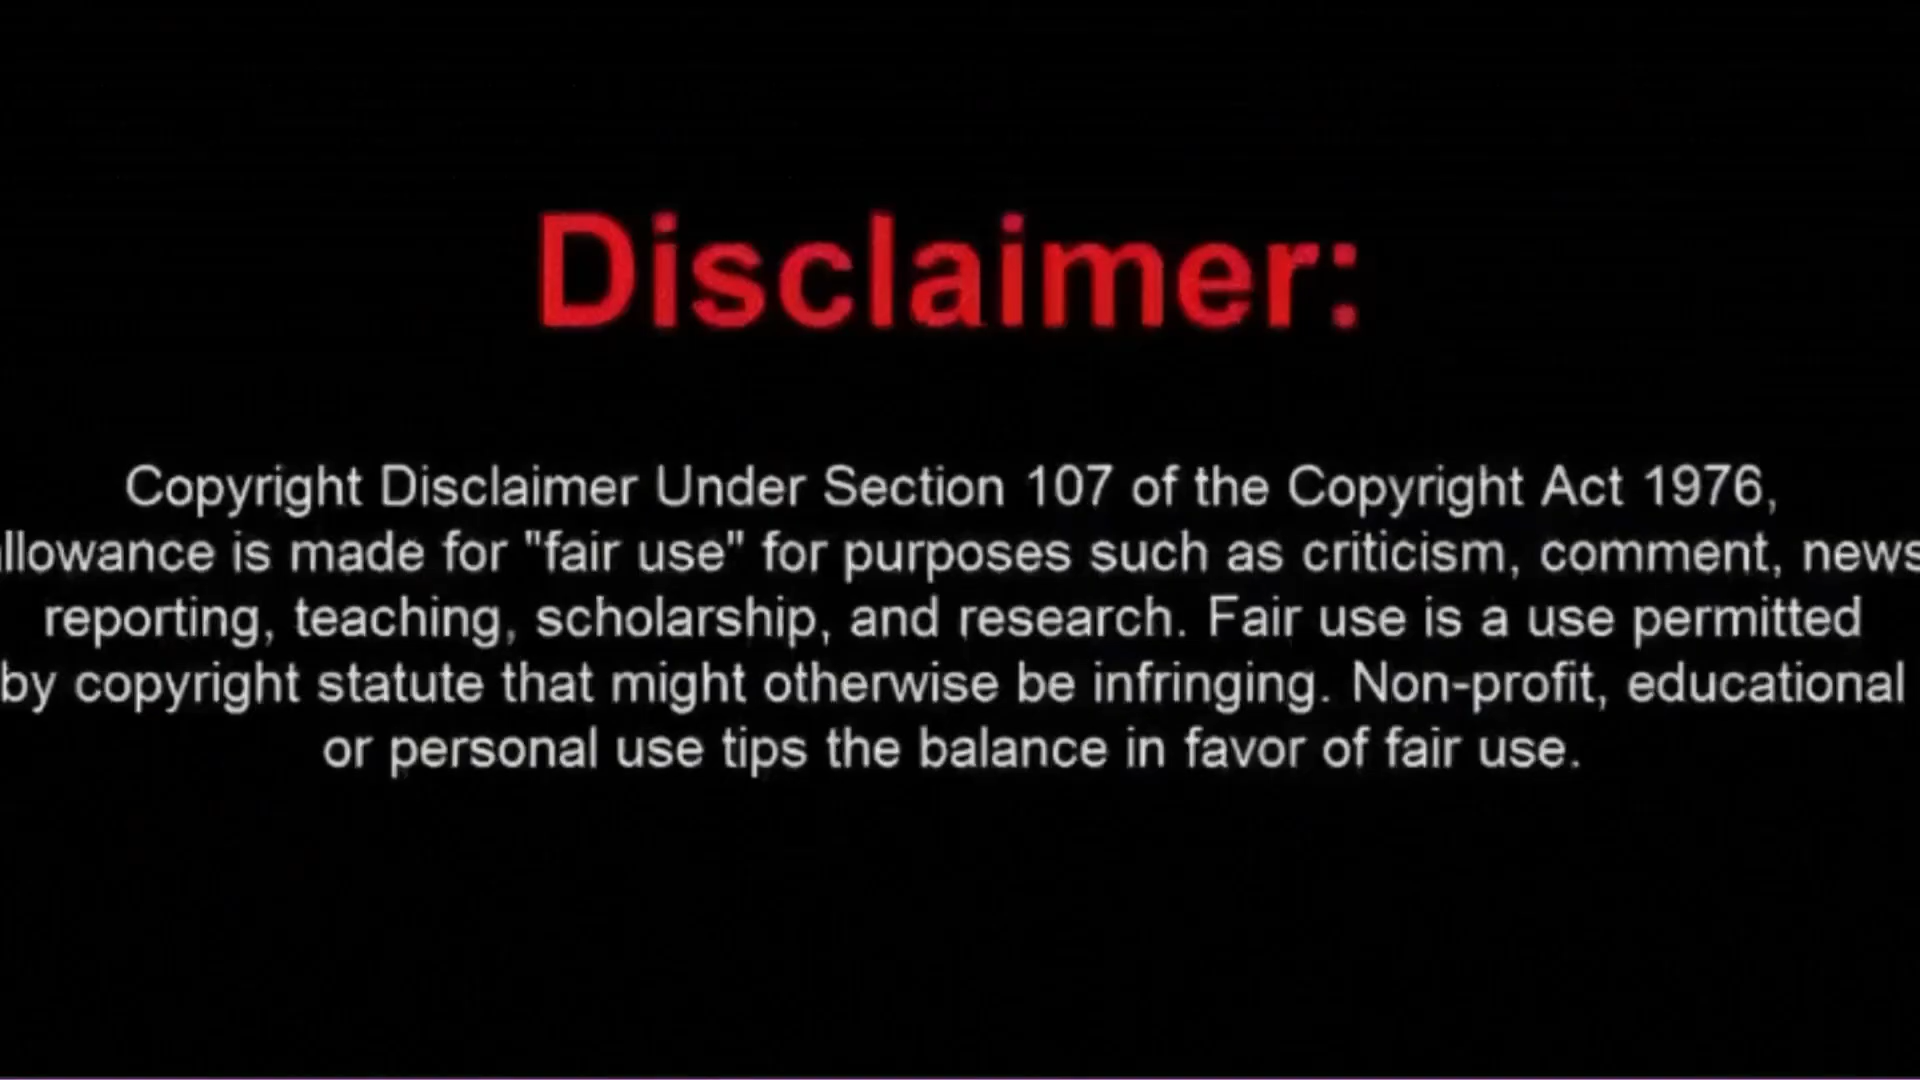 Disclaimer:
Copyright Disclaimer Under Section 107 of the Copyright Act 1976,
allowance is made for "fair use" for purposes such as criticism, comment, news
reporting, teaching, scholarship, and research. Fair use is a use permitted
by copyright statute that might otherwise be infringing. Non-profit, educational
or personal use tips the balance in favor of fair use.